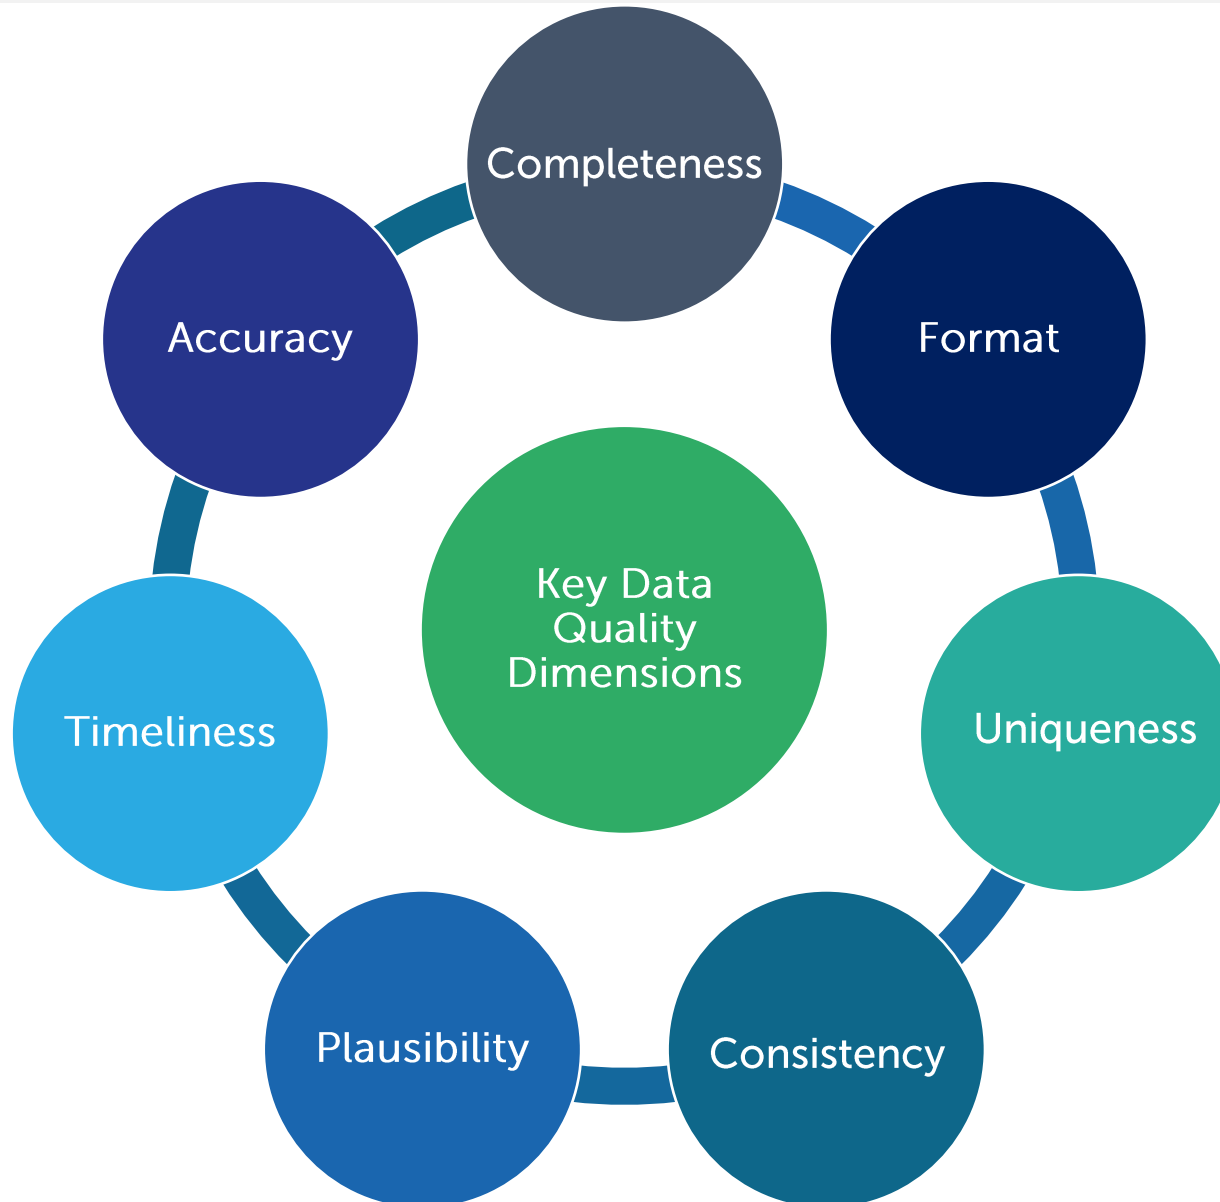 Completeness
Format
Uniqueness
Consistency
Plausibility
Timeliness
Accuracy
Key Data
Quality
Dimensions